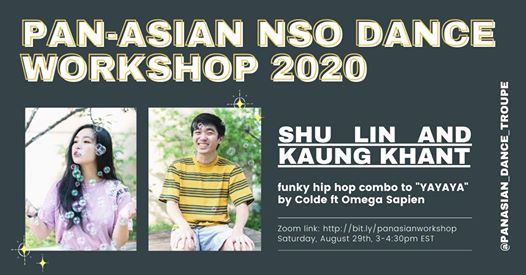 PAN-ASIAN NSO DANCE
WORKSHOP 2020
SHU LIN AND
KAUNG KHANT
funky hip hop combo to "YAYAYA"
by Colde ft Omega Sapien
Zoom link: http://bit.ly/panasianworkshop
Saturday, August 29th, 3-4:30pm EST
@PANASIAN_DANCE_TROUPE